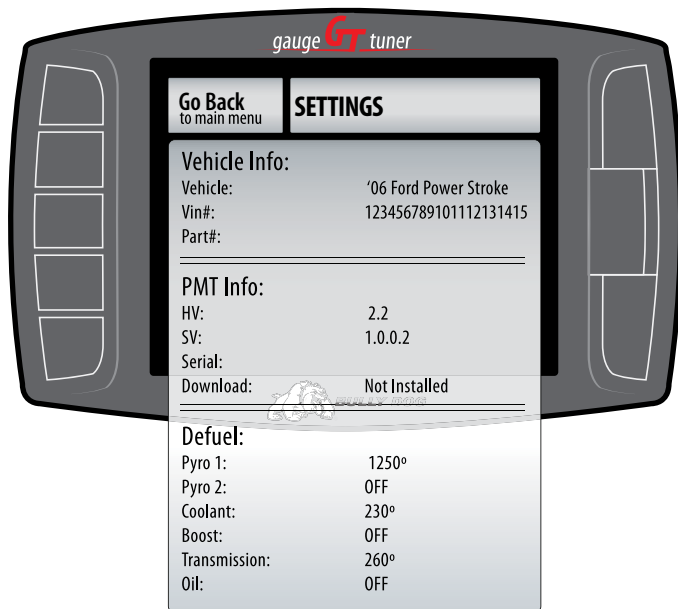 gauge GT tuner
Go Back
to main menu
SETTINGS
Vehicle Info:
Vehicle: ‘06 Ford Power Stroke
Vin#: 123456789101112131415
Part#:
PMT Info:
HV: 2.2
SV: 1.0.0.2
Serial:
Download: Not Installed
BULLY DOG
Defuel:
Pyro 1: 1250º
Pyro 2: OFF
Coolant: 230º
Boost: OFF
Transmission: 260º
Oil: OFF